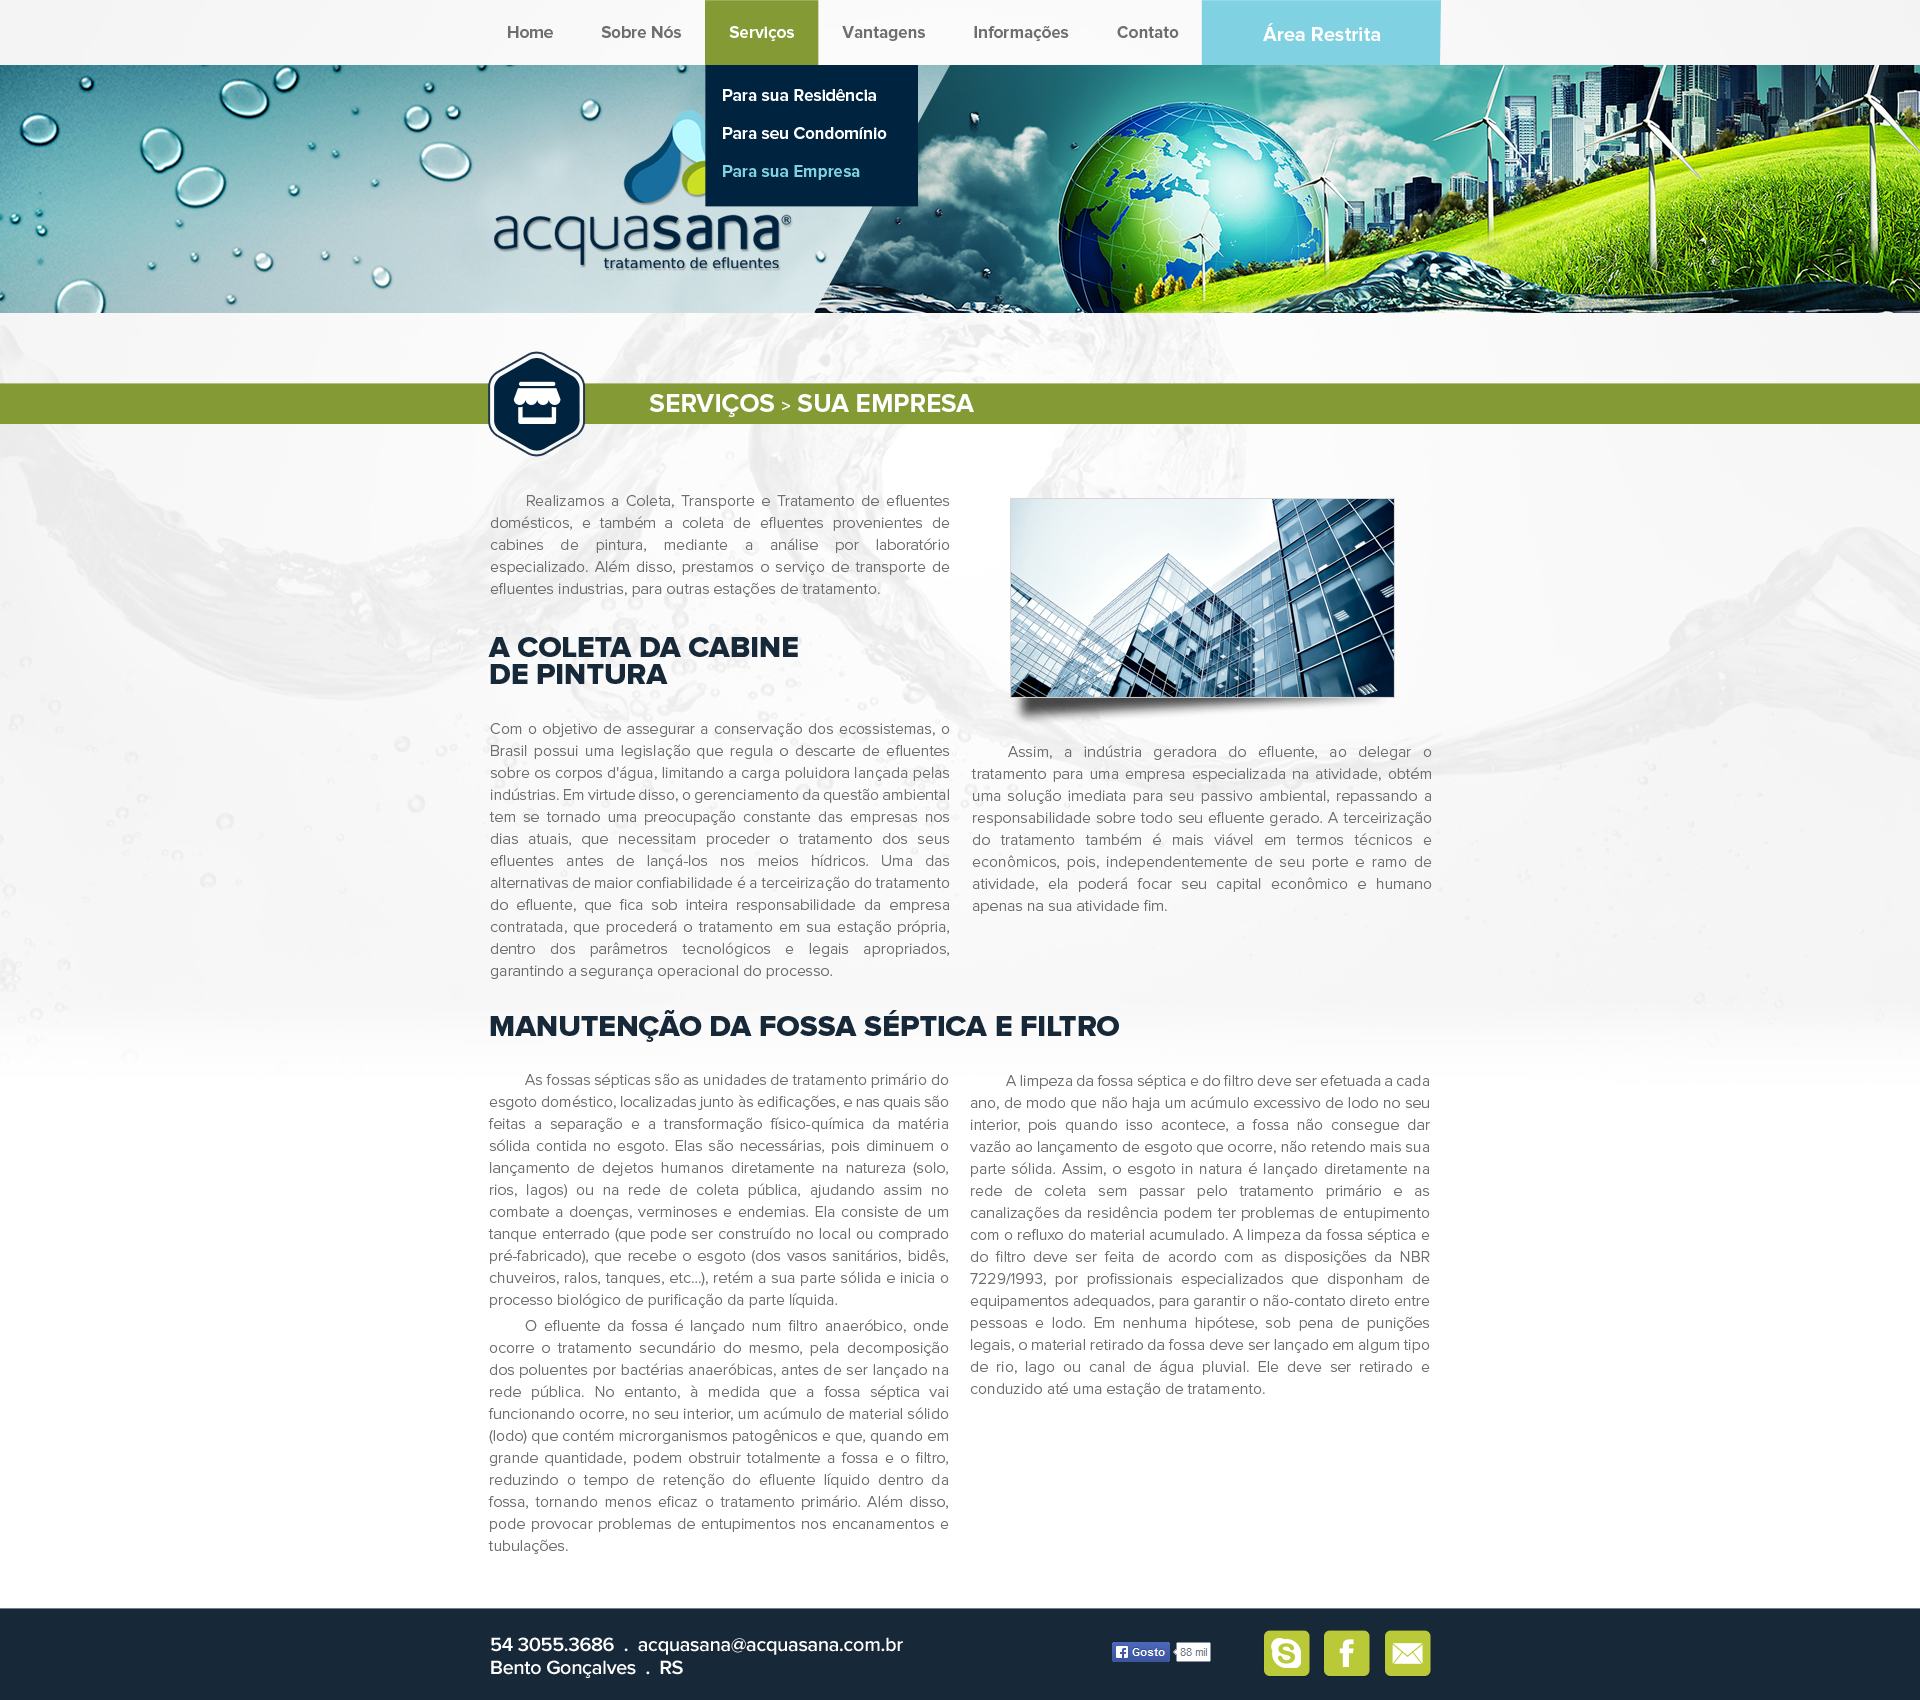 Home Sobre Nós Serviços Vantagens Informações Contato Área Restrita
Para sua Residência
Para seu Condomínio
Para sua Empresa
acquasana®
tratamento de efluentes
SERVIÇOS > SUA EMPRESA
Realizamos a Coleta, Transporte e Tratamento de efluentes
domésticos, e também a coleta de efluentes provenientes de
cabines de pintura, mediante a análise por laboratório
especializado. Além disso, prestamos o serviço de transporte de
efluentes industrias, para outras estações de tratamento.
A COLETA DA CABINE
DE PINTURA
Com o objetivo de assegurar a conservação dos ecossistemas, o
Brasil possui uma legislação que regula o descarte de efluentes
sobre os corpos d'água, limitando a carga poluidora lançada pelas
indústrias. Em virtude disso, o gerenciamento da questão ambiental
tem se tornado uma preocupação constante das empresas nos
dias atuais, que necessitam proceder o tratamento dos seus
efluentes antes de lançá-los nos meios hídricos. Uma das
alternativas de maior confiabilidade é a terceirização do tratamento
do efluente, que fica sob inteira responsabilidade da empresa
contratada, que procederá o tratamento em sua estação própria,
dentro dos parâmetros tecnológicos e legais apropriados,
garantindo a segurança operacional do processo.
Assim, a indústria geradora do efluente, ao delegar o
tratamento para uma empresa especializada na atividade, obtém
uma solução imediata para seu passivo ambiental, repassando a
responsabilidade sobre todo seu efluente gerado. A terceirização
do tratamento também é mais viável em termos técnicos e
econômicos, pois, independentemente de seu porte e ramo de
atividade, ela poderá focar seu capital econômico e humano
apenas na sua atividade fim.
MANUTENÇÃO DA FOSSA SÉPTICA E FILTRO
As fossas sépticas são as unidades de tratamento primário do
esgoto doméstico, localizadas junto às edificações, e nas quais são
feitas a separação e a transformação físico-química da matéria
sólida contida no esgoto. Elas são necessárias, pois diminuem o
lançamento de dejetos humanos diretamente na natureza (solo,
rios, lagos) ou na rede de coleta pública, ajudando assim no
combate a doenças, verminoses e endemias. Ela consiste de um
tanque enterrado (que pode ser construído no local ou comprado
pré-fabricado), que recebe o esgoto (dos vasos sanitários, bidês,
chuveiros, ralos, tanques, etc...), retém a sua parte sólida e inicia o
processo biológico de purificação da parte líquida.
O efluente da fossa é lançado num filtro anaeróbico, onde
ocorre o tratamento secundário do mesmo, pela decomposição
dos poluentes por bactérias anaeróbicas, antes de ser lançado na
rede pública. No entanto, à medida que a fossa séptica vai
funcionando ocorre, no seu interior, um acúmulo de material sólido
(lodo) que contém microrganismos patogênicos e que, quando em
grande quantidade, podem obstruir totalmente a fossa e o filtro,
reduzindo o tempo de retenção do efluente líquido dentro da
fossa, tornando menos eficaz o tratamento primário. Além disso,
pode provocar problemas de entupimentos nos encanamentos e
tubulações.
A limpeza da fossa séptica e do filtro deve ser efetuada a cada
ano, de modo que não haja um acúmulo excessivo de lodo no seu
interior, pois quando isso acontece, a fossa não consegue dar
vazão ao lançamento de esgoto que ocorre, não retendo mais sua
parte sólida. Assim, o esgoto in natura é lançado diretamente na
rede de coleta sem passar pelo tratamento primário e as
canalizações da residência podem ter problemas de entupimento
com o refluxo do material acumulado. A limpeza da fossa séptica e
do filtro deve ser feita de acordo com as disposições da NBR
7229/1993, por profissionais especializados que disponham de
equipamentos adequados, para garantir o não-contato direto entre
pessoas e lodo. Em nenhuma hipótese, sob pena de punições
legais, o material retirado da fossa deve ser lançado em algum tipo
de rio, lago ou canal de água pluvial. Ele deve ser retirado e
conduzido até uma estação de tratamento.
54 3055.3686 . acquasana@acquasana.com.br
Bento Gonçalves . RS
Gosto 88 mil